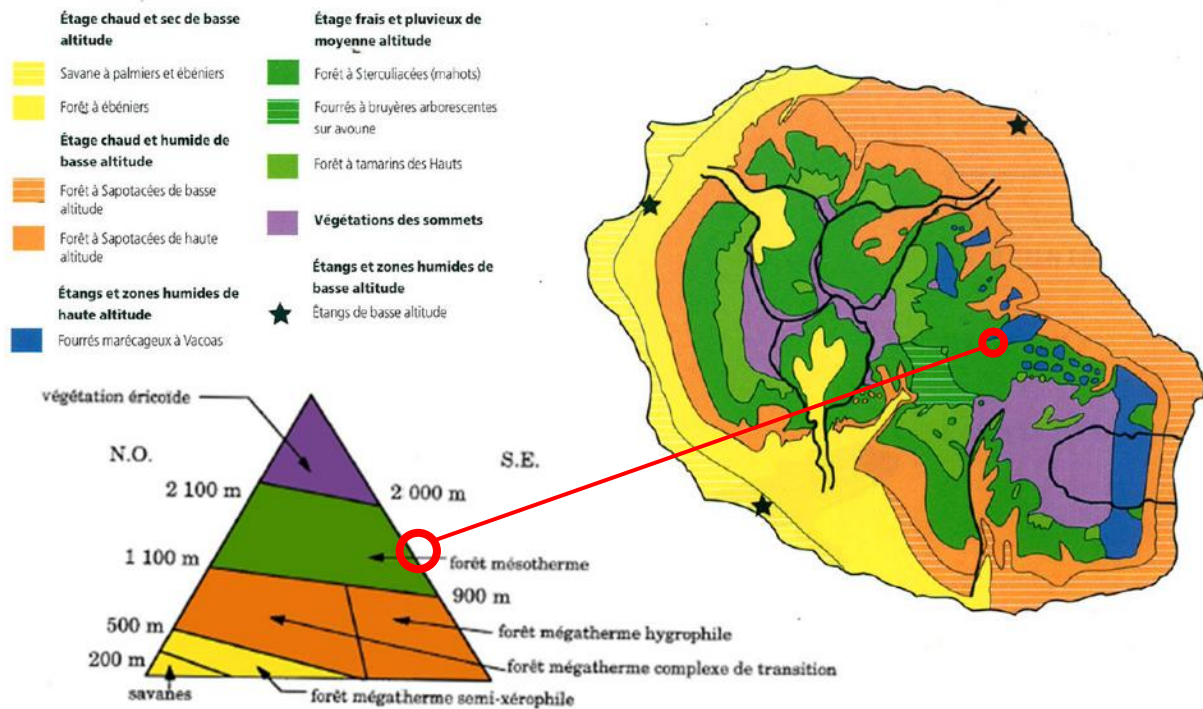 Étage chaud et sec de basse
altitude
Savane à palmiers et ébéniers
Forêt à ébéniers
Étage chaud et humide de
basse altitude
Forêt à Sapotacées de basse
altitude
Forêt à Sapotacées de haute
altitude
Étangs et zones humides de
haute altitude
Fourrés marécageux à Vacoas
Étage frais et pluvieux de
moyenne altitude
Forêt à Sterculiacées (mahots)
Fourrés à bruyères arborescentes
sur avoune
Forêt à tamarins des Hauts
Végétations des sommets
Étangs et zones humides de
basse altitude
Étangs de basse altitude
végétation éricoïde
N.O.
S.E.
2 100 m
2 000 m
1 100 m
forêt mésotherme
900 m
500 m
forêt mégatherme hygrophile
200 m
forêt mégatherme complexe de transition
savanes
forêt mégatherme semi-xérophile